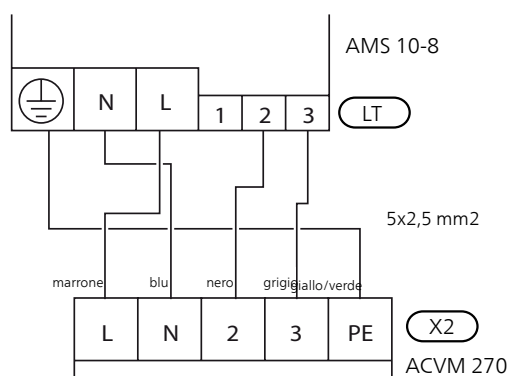 AMS 10-8
N L 1 2 3 LT
5x2,5 mm2
marrone blu nero grigio giallo/verde
L N 2 3 PE X2
ACVM 270